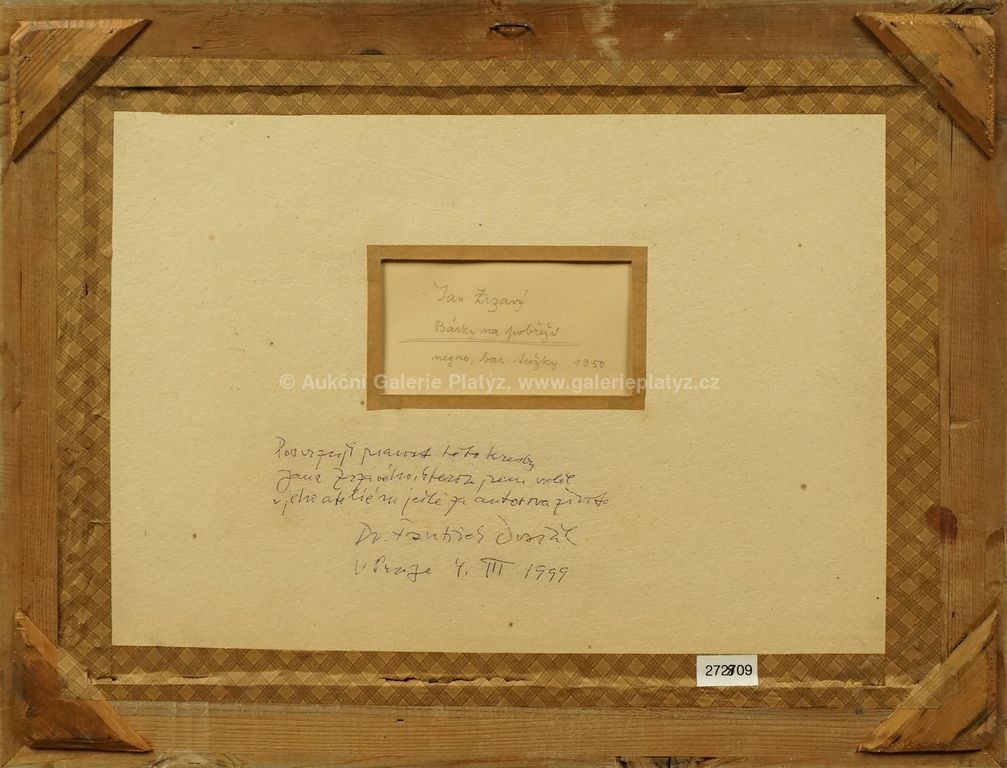 Jan Zrzavý
Bárky na pobřeží
negro, bar. tužky 1950
© Aukční Galerie Platýz, www.galerieplatyz.cz
Potvrzuji pravost této kresby
Jana Zrzavého, kterou jsem viděl
v jeho ateliéru ještě za autorova života
Dr. František Dvořák
V Praze 4. III 1999